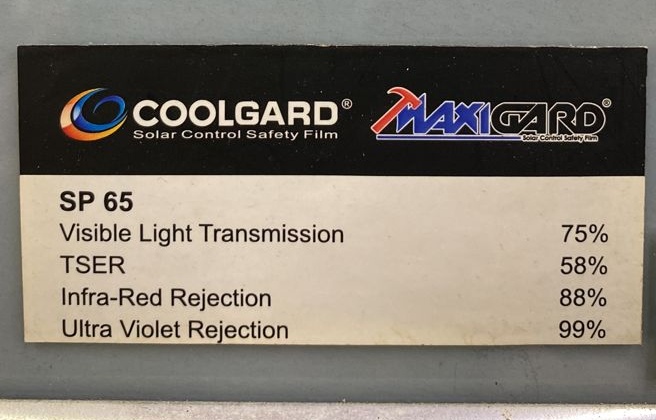 COOLGARD®
Solar Control Safety Film
MAXIGARD®
Solar Control Safety Film
SP 65
Visible Light Transmission 75%
TSER 58%
Infra-Red Rejection 88%
Ultra Violet Rejection 99%